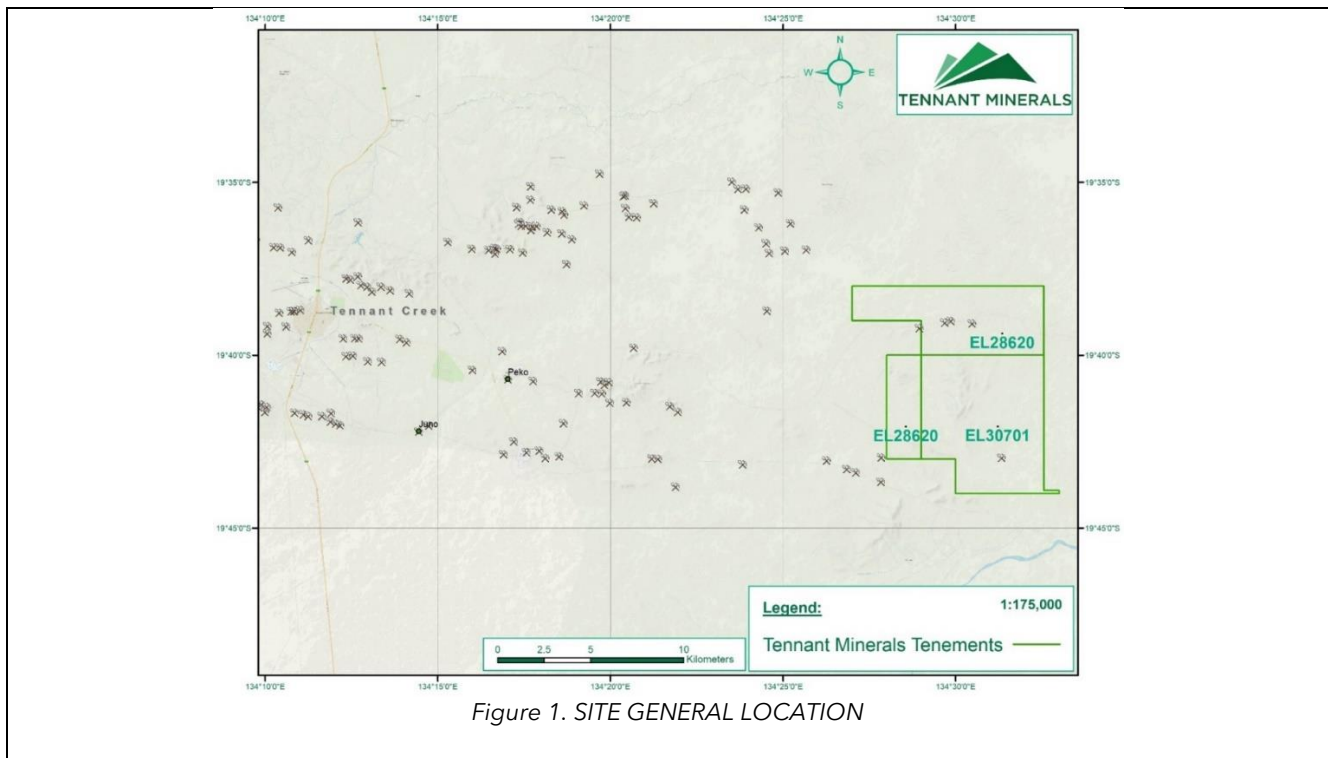 134°10'0"E 134°15'0"E 134°20'0"E 134°25'0"E 134°30'0"E
N
W E
S
TENNANT MINERALS
19°35'0"S 19°35'0"S
Tennant Creek
EL28620
19°40'0"S 19°40'0"S
Peko
Juno
EL28620 EL30701
19°45'0"S 19°45'0"S
Legend: 1:175,000
Tennant Minerals Tenements
0 2.5 5 10
Kilometers
134°10'0"E 134°15'0"E 134°20'0"E 134°25'0"E 134°30'0"E
Figure 1. SITE GENERAL LOCATION